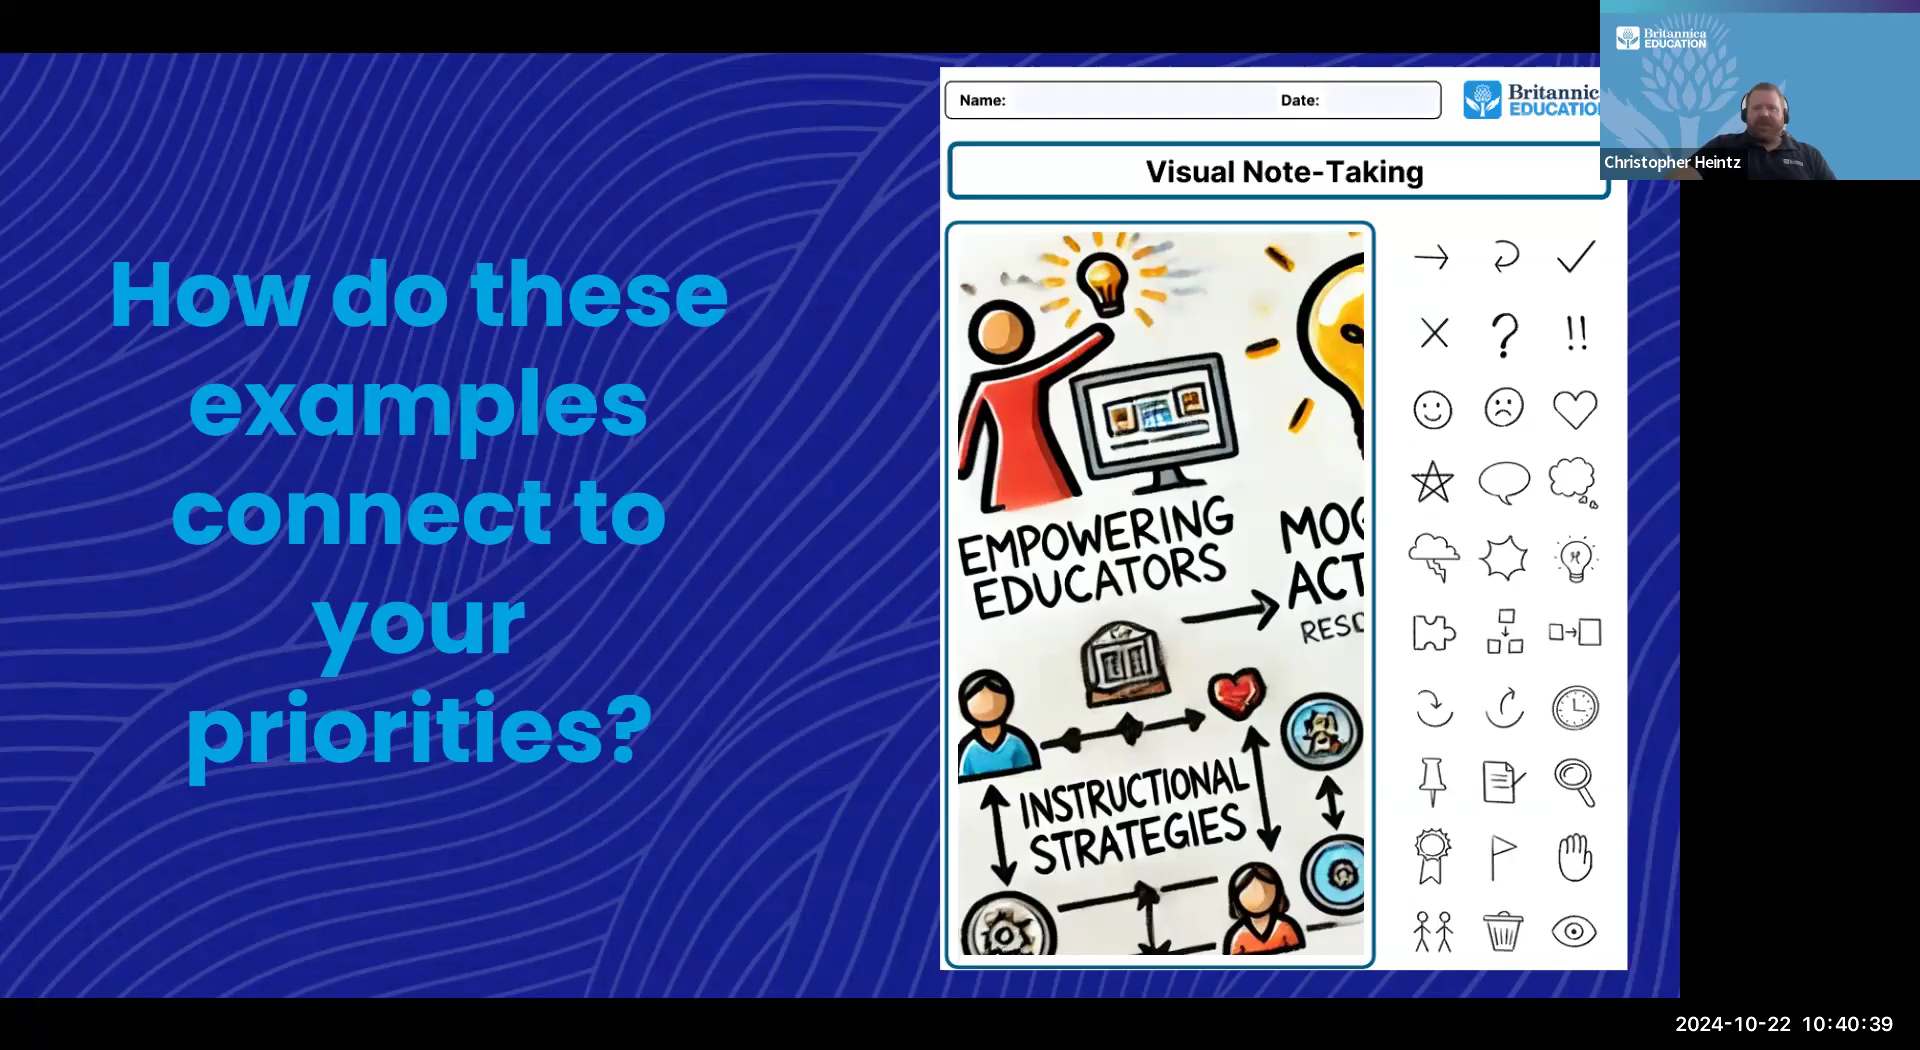 How do these
examples
connect to
your
priorities?
Name:
Date:
Britannic
EDUCATIO
Visual Note-Taking
EMPOWERING
EDUCATORS
INSTRUCTIONAL
STRATEGIES
Britannica
EDUCATION
Christopher Heintz
2024-10-22 10:40:39